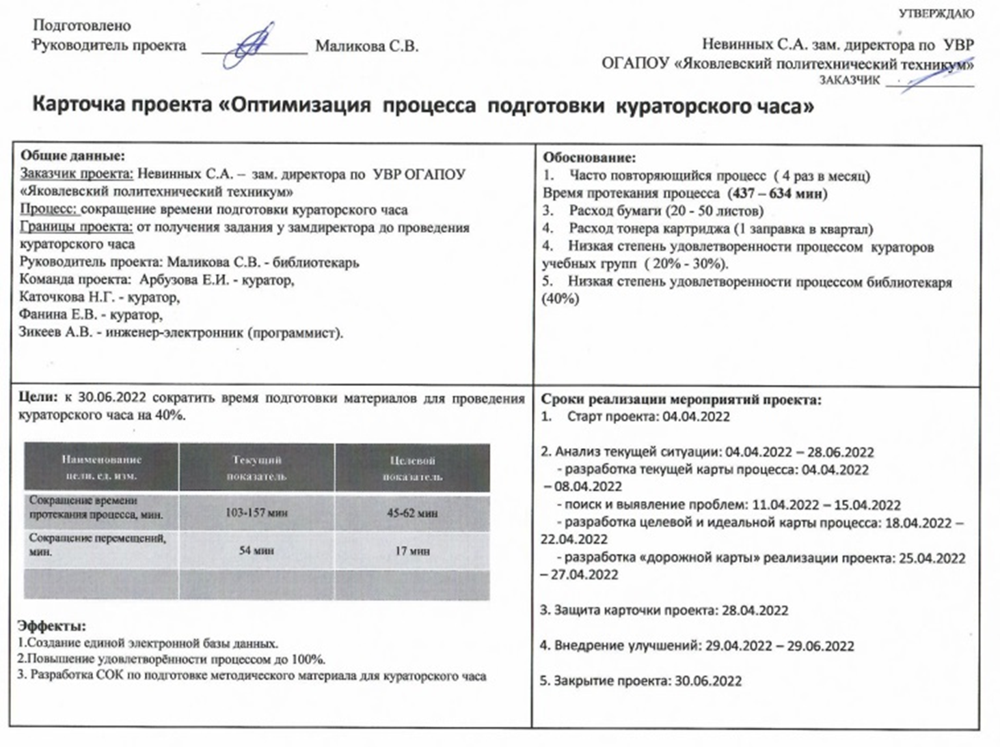 Подготовлено
Руководитель проекта ______________ Маликова С.В.
УТВЕРЖДАЮ
Невинных С.А. зам. директора по УВР
ОГАПОУ «Яковлевский политехнический техникум»
ЗАКАЗЧИК ______________
Карточка проекта «Оптимизация процесса подготовки кураторского часа»
Общие данные:
Заказчик проекта: Невинных С.А. – зам. директора по УВР ОГАПОУ
«Яковлевский политехнический техникум»
Процесс: сокращение времени подготовки кураторского часа
Границы проекта: от получения задания у замдиректора до проведения
кураторского часа
Руководитель проекта: Маликова С.В. - библиотекарь
Команда проекта: Арбузова Е.И. - куратор,
Каточкова Н.Г. - куратор,
Фанина Е.В. - куратор,
Зикеев А.В. - инженер-электронник (программист).
Обоснование:
1. Часто повторяющийся процесс ( 4 раз в месяц)
Время протекания процесса (437 – 634 мин)
3. Расход бумаги (20 - 50 листов)
4. Расход тонера картриджа (1 заправка в квартал)
4. Низкая степень удовлетворенности процессом кураторов
учебных групп ( 20% - 30%).
5. Низкая степень удовлетворенности процессом библиотекаря
(40%)
Цели: к 30.06.2022 сократить время подготовки материалов для проведения
кураторского часа на 40%.
Наименование
цели, ед. изм.
Текущий
показатель
Целевой
показатель
Сокращение времени
протекания процесса, мин.
103-157 мин
45-62 мин
Сокращение перемещений,
мин.
54 мин
17 мин
Эффекты:
1.Создание единой электронной базы данных.
2.Повышение удовлетворённости процессом до 100%.
3. Разработка СОК по подготовке методического материала для кураторского часа
Сроки реализации мероприятий проекта:
1. Старт проекта: 04.04.2022
2. Анализ текущей ситуации: 04.04.2022 – 28.06.2022
- разработка текущей карты процесса: 04.04.2022
– 08.04.2022
- поиск и выявление проблем: 11.04.2022 – 15.04.2022
- разработка целевой и идеальной карты процесса: 18.04.2022 –
22.04.2022
- разработка «дорожной карты» реализации проекта: 25.04.2022
– 27.04.2022
3. Защита карточки проекта: 28.04.2022
4. Внедрение улучшений: 29.04.2022 – 29.06.2022
5. Закрытие проекта: 30.06.2022